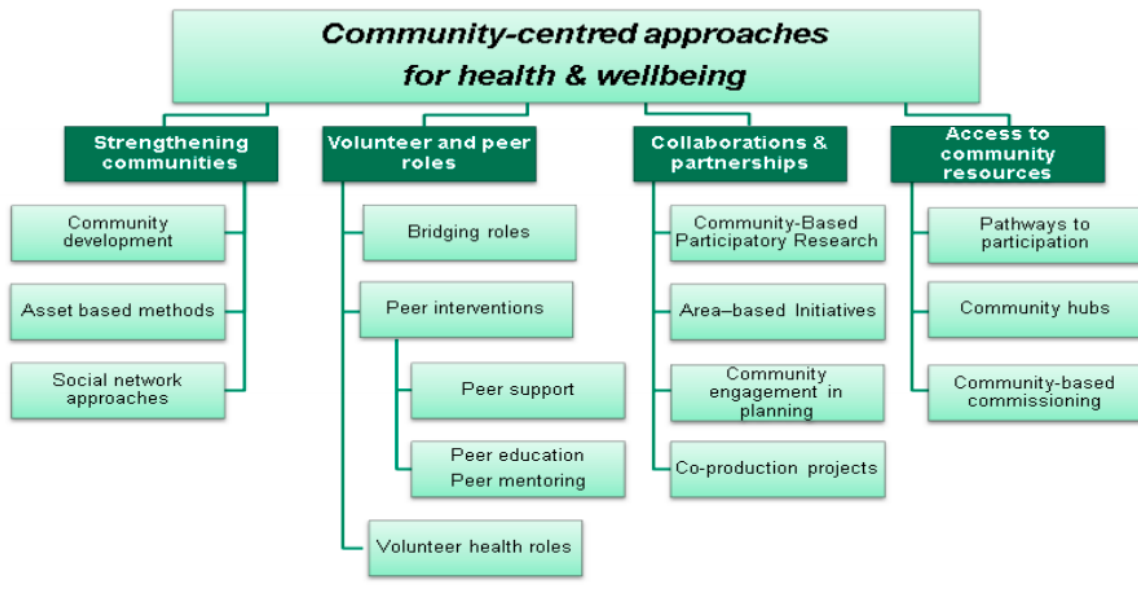 Community-centred approaches
for health & wellbeing
Strengthening
communities
Community
development
Asset based methods
Social network
approaches
Volunteer and peer
roles
Bridging roles
Peer interventions
Peer support
Peer education
Peer mentoring
Volunteer health roles
Collaborations &
partnerships
Community-Based
Participatory Research
Area–based Initiatives
Community
engagement in
planning
Co-production projects
Access to
community
resources
Pathways to
participation
Community hubs
Community-based
commissioning